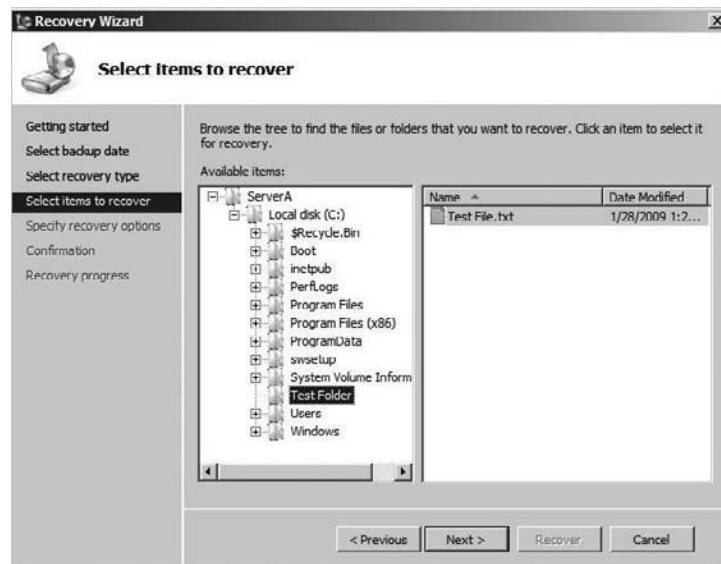 Recovery Wizard
Select items to recover
Getting started
Select backup date
Select recovery type
Select items to recover
Specify recovery options
Confirmation
Recovery progress
Browse the tree to find the files or folders that you want to recover. Click an item to select it
for recovery.
Available items:
ServerA
Local disk (C:)
$Recycle.Bin
Boot
inetpub
PerfLogs
Program Files
Program Files (x86)
ProgramData
swsetup
System Volume Inform
Test Folder
Users
Windows
Name
Date Modified
Test File.txt
1/28/2009 1:2...
< Previous
Next >
Recover
Cancel